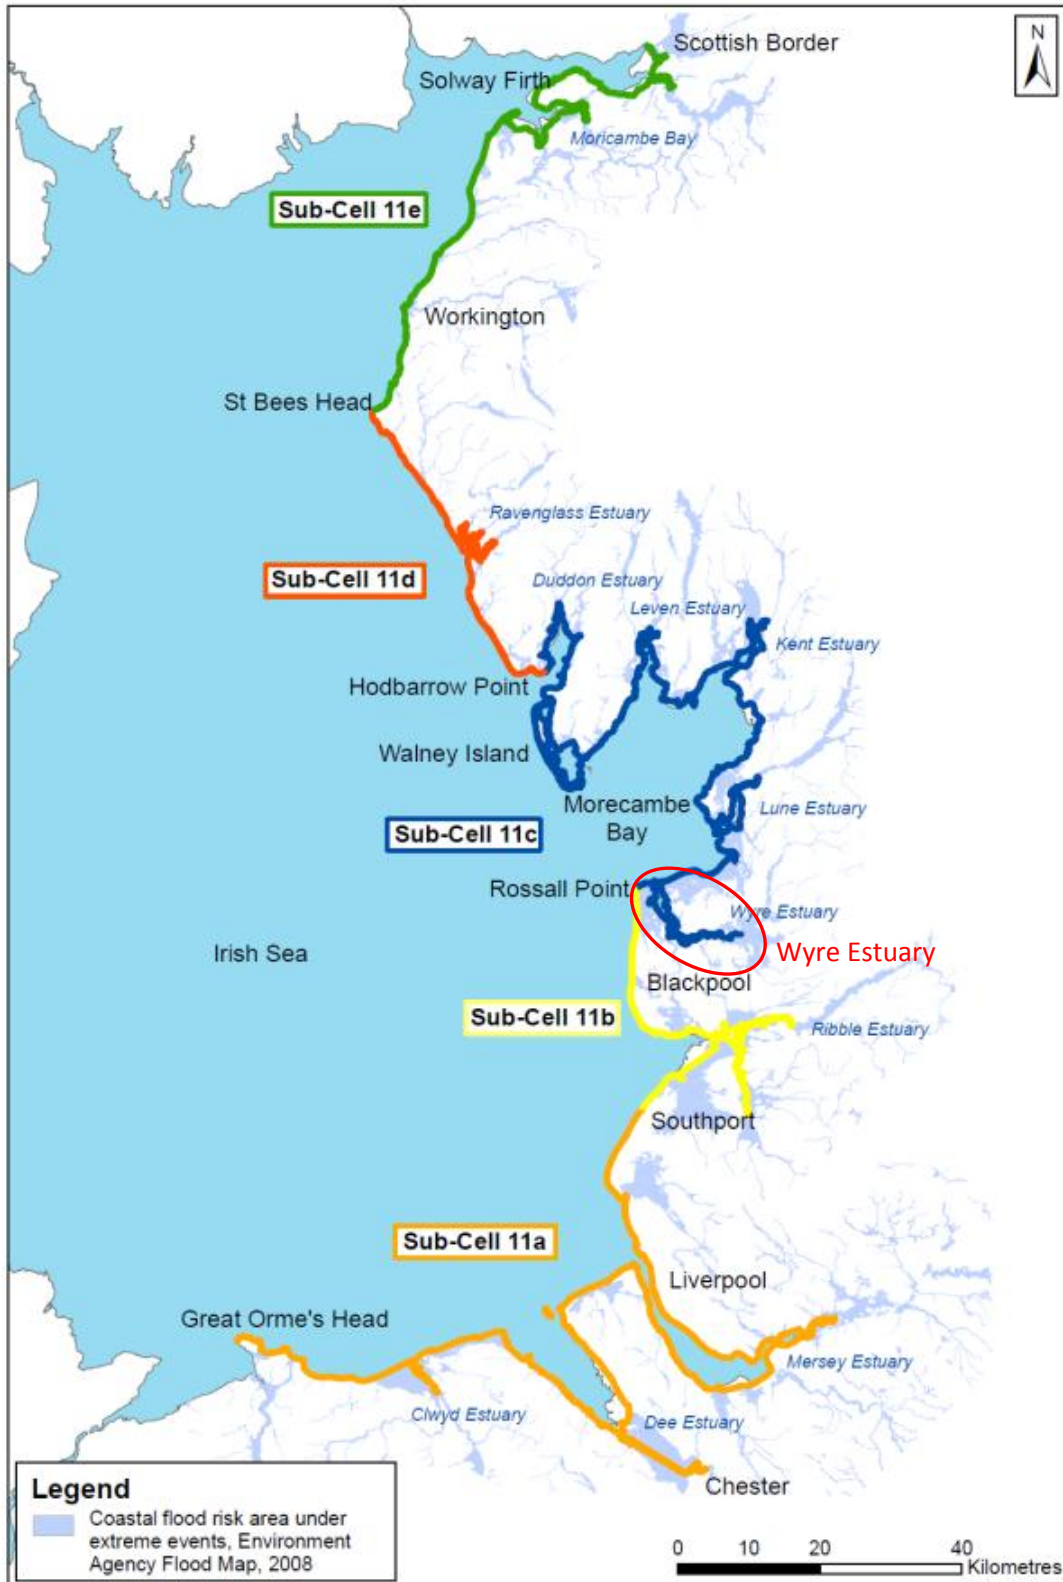 N
Scottish Border
Solway Firth
Moricambe Bay
Sub-Cell 11e
Workington
St Bees Head
Ravenglass Estuary
Sub-Cell 11d
Duddon Estuary
Leven Estuary
Kent Estuary
Hodbarrow Point
Walney Island
Morecambe
Bay
Lune Estuary
Sub-Cell 11c
Rossall Point
Wyre Estuary
Wyre Estuary
Irish Sea
Blackpool
Sub-Cell 11b
Ribble Estuary
Southport
Sub-Cell 11a
Liverpool
Great Orme's Head
Mersey Estuary
Clwyd Estuary
Dee Estuary
Chester
Legend
Coastal flood risk area under
extreme events, Environment
Agency Flood Map, 2008
0 10 20 40
Kilometres